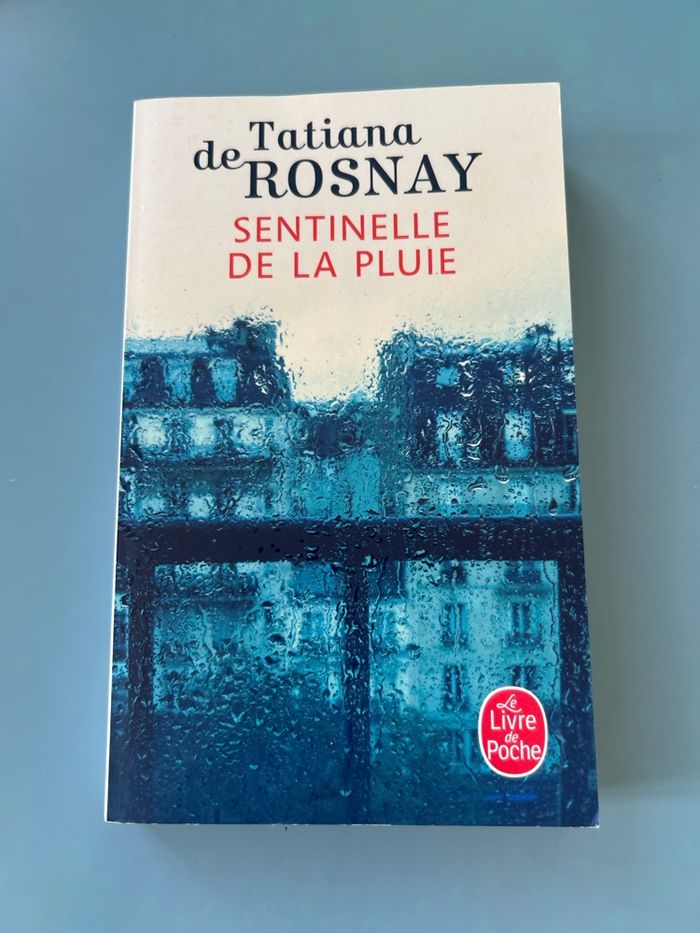 Tatiana
de ROSNAY
SENTINELLE
DE LA PLUIE
Le
Livre
de
Poche